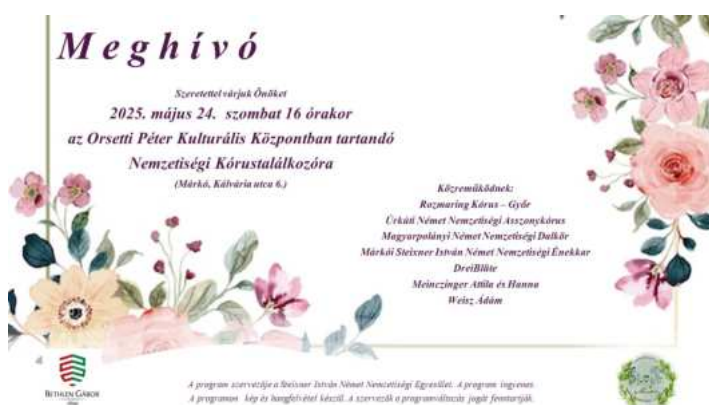 Meghívó
Szeretettel várjuk Önöket
2025. május 24. szombat 16 órakor
az Orsetti Péter Kulturális Központban tartandó
Nemzetiségi Kórustalálkozóra
(Márkó, Kálvária utca 6.)
Közreműködnek:
Rozmaring Kórus – Győr
Úrkúti Német Nemzetiségi Asszonykórus
Magyarpolányi Német Nemzetiségi Dalkör
Márkói Steixner István Német Nemzetiségi Énekkar
DreiBlüte
Meinczinger Attila és Hanna
Weisz Ádám
BETHLEN GÁBOR
A program szervezője a Steixner István Német Nemzetiségi Egyesület. A program ingyenes.
A programon kép és hangfelvétel készül. A szervezők a programváltozás jogát fenntartják.